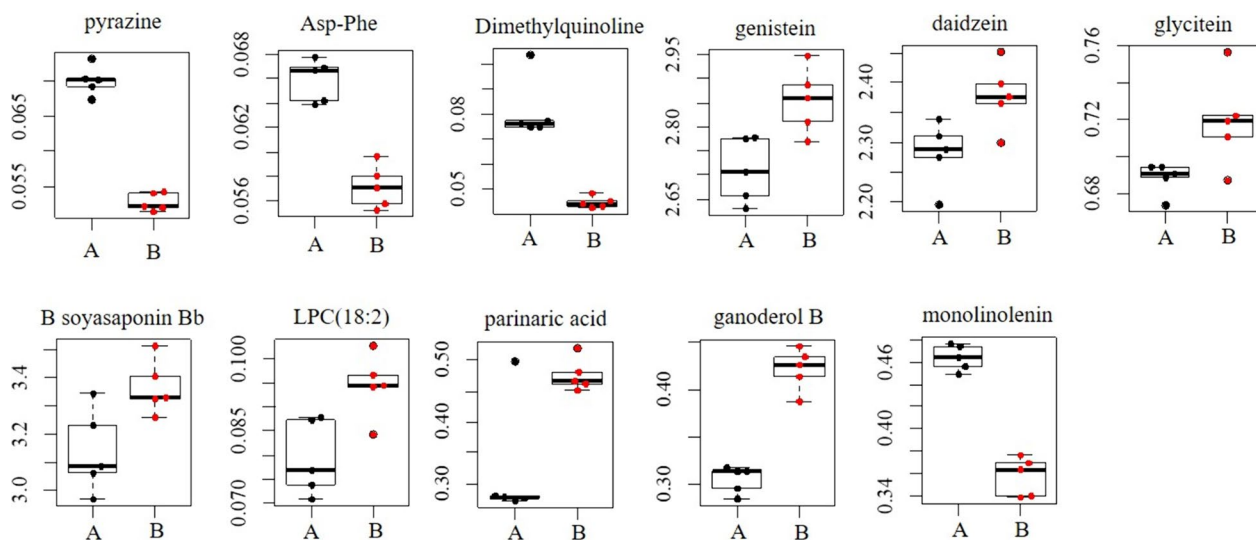 pyrazine
0.065
0.055
A B
Asp-Phe
0.068
0.062
0.056
A B
Dimethylquinoline
0.08
0.05
A B
genistein
2.95
2.80
2.65
A B
daidzein
2.40
2.30
2.20
A B
glycitein
0.76
0.72
0.68
A B
B soyasaponin Bb
3.4
3.2
3.0
A B
LPC(18:2)
0.100
0.085
0.070
A B
parinaric acid
0.50
0.40
0.30
A B
ganoderol B
0.40
0.30
A B
monolinolenin
0.46
0.40
0.34
A B